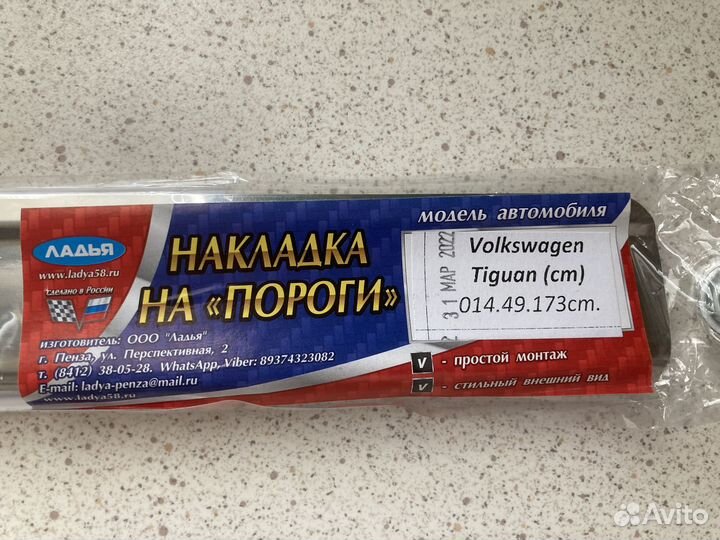 ЛАДЬЯ
www.ladya58.ru
сделано в России
НАКЛАДКА
НА «ПОРОГИ»
изготовитель: ООО "Ладья"
г. Пенза, ул. Перспективная, 2
т. (8412) 38-05-28. WhatsApp, Viber: 89374323082
E-mail: ladya-penza@mail.ru
www.ladya58.ru
модель автомобиля
31 МАР 2022
Volkswagen
Tiguan (cm)
014.49.173cm.
v - простой монтаж
v - стильный внешний вид
Avito